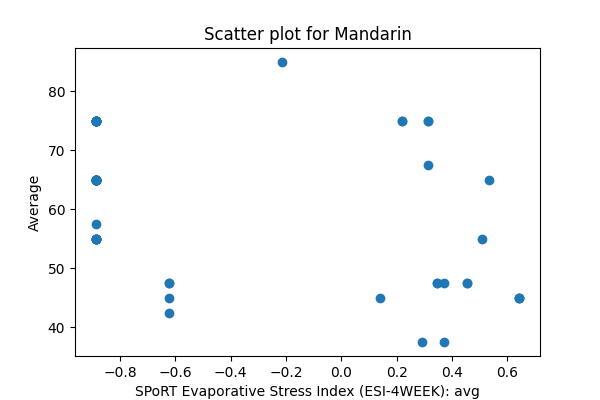 Scatter plot for Mandarin
Average
80
70
60
50
40
−0.8 −0.6 −0.4 −0.2 0.0 0.2 0.4 0.6
SPoRT Evaporative Stress Index (ESI-4WEEK): avg